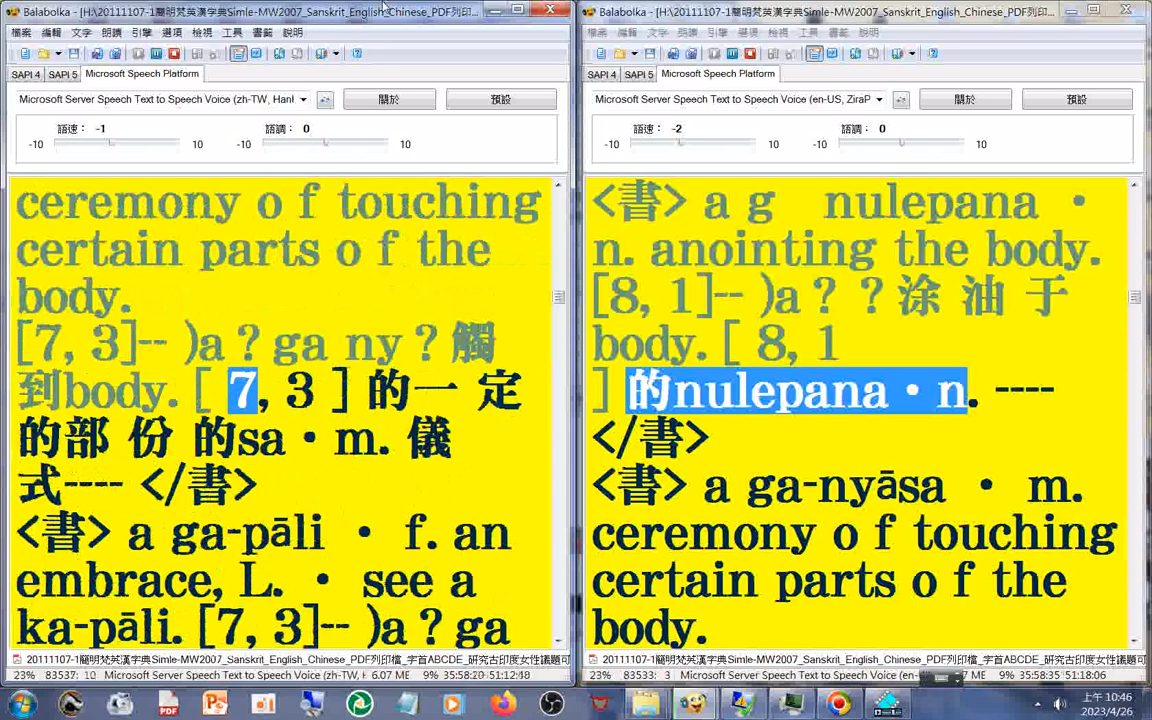 Balabolka - [H:\20111107-1簡明梵英漢字典Simle-MW2007_Sanskrit_English_Chinese_PDF列印...
檔案 編輯 文字 朗讀 引擎 選項 檢視 工具 書籤 說明
SAPI 4 SAPI 5 Microsoft Speech Platform
Microsoft Server Speech Text to Speech Voice (zh-TW, Hanl
關於 預設
語速： -1 語調： 0
-10 10 -10 10
ceremony o f touching
certain parts o f the
body.
[7, 3]-- )a？ga ny？觸
到body. [ 7, 3 ] 的一 定
的部 份 的sa・m. 儀
式---- </書>
<書> a ga-pāli ・ f. an
embrace, L. ・ see a
ka-pāli. [7, 3]-- )a？ga
20111107-1簡明梵英漢字典Simle-MW2007_Sanskrit_English_Chinese_PDF列印檔_字首ABCDE_研究古印度女性議題可
23% 83537: 10 Microsoft Server Speech Text to Speech Voice (zh-TW, H 6.07 ME 9% 35:58:20-51:12:48
Balabolka - [H:\20111107-1簡明梵英漢字典Simle-MW2007_Sanskrit_English_Chinese_PDF列印...
檔案 編輯 文字 朗讀 引擎 選項 檢視 工具 書籤 說明
SAPI 4 SAPI 5 Microsoft Speech Platform
Microsoft Server Speech Text to Speech Voice (en-US, ZiraP
關於 預設
語速： -2 語調： 0
-10 10 -10 10
<書> a g nulepana ・
n. anointing the body.
[8, 1]-- )a？？涂 油 于
body. [ 8, 1
] 的nulepana・n. ----
</書>
<書> a ga-nyāsa ・ m.
ceremony o f touching
certain parts o f the
body.
20111107-1簡明梵英漢字典Simle-MW2007_Sanskrit_English_Chinese_PDF列印檔_字首ABCDE_研究古印度女性議題可
23% 83533: 3 Microsoft Server Speech Text to Speech Voice (en-US, 9% 35:58:35-51:18:06
上午 10:46
2023/4/26